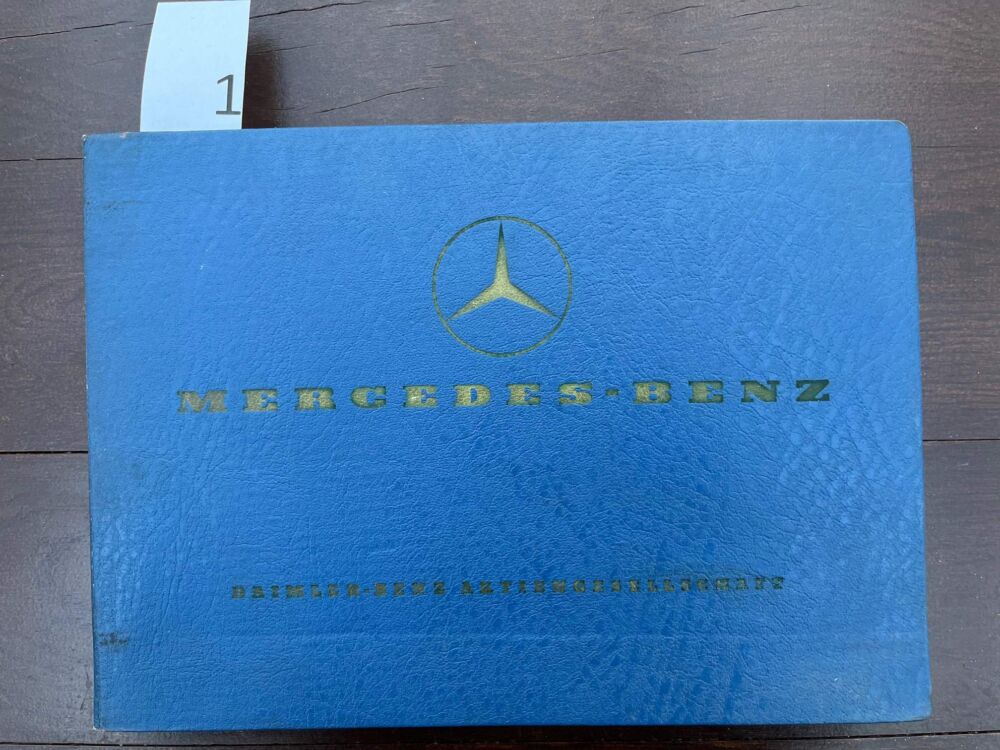 1
MERCEDES-BENZ
DAIMLER-BENZ AKTIENGESELLSCHAFT